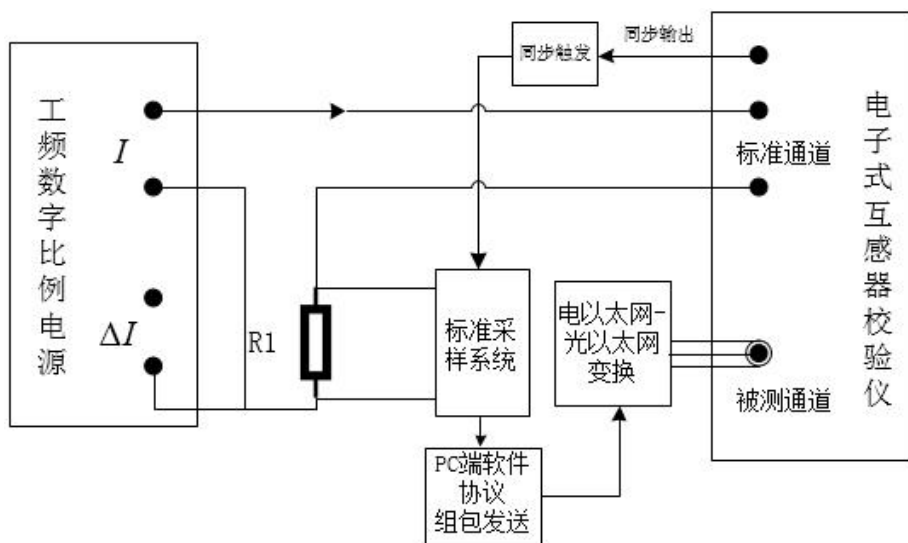 工频数字比例电源
I
ΔI
R1
同步触发
同步输出
标准通道
电子式互感器校验仪
标准采
样系统
电以太网-
光以太网
变换
被测通道
PC端软件
协议
组包发送